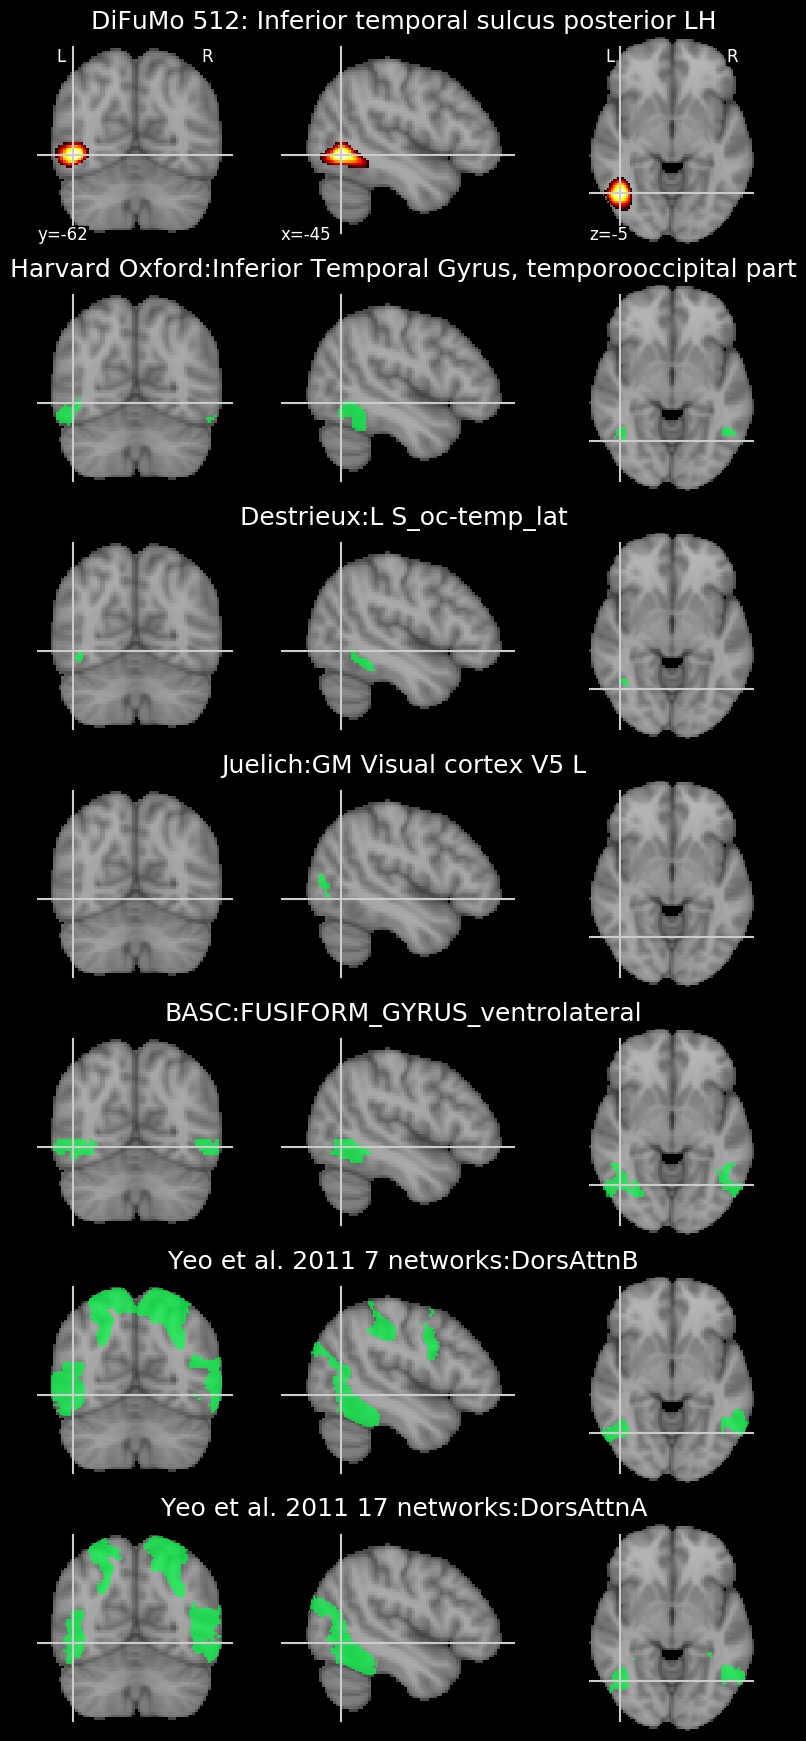 DiFuMo 512: Inferior temporal sulcus posterior LH
L R L R
y=-62 x=-45 z=-5
Harvard Oxford:Inferior Temporal Gyrus, temporooccipital part
Destrieux:L S_oc-temp_lat
Juelich:GM Visual cortex V5 L
BASC:FUSIFORM_GYRUS_ventrolateral
Yeo et al. 2011 7 networks:DorsAttnB
Yeo et al. 2011 17 networks:DorsAttnA